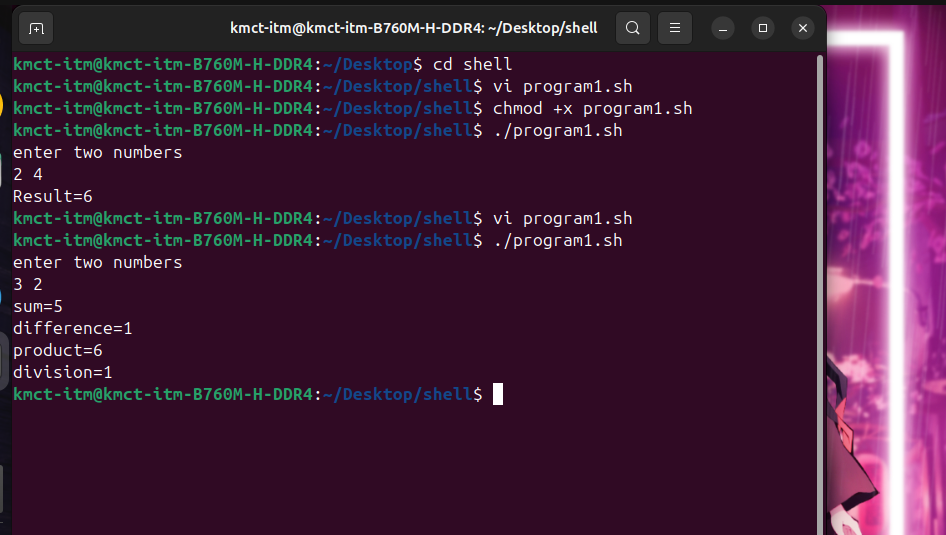 kmct-itm@kmct-itm-B760M-H-DDR4: ~/Desktop/shell
kmct-itm@kmct-itm-B760M-H-DDR4:~/Desktop$ cd shell
kmct-itm@kmct-itm-B760M-H-DDR4:~/Desktop/shell$ vi program1.sh
kmct-itm@kmct-itm-B760M-H-DDR4:~/Desktop/shell$ chmod +x program1.sh
kmct-itm@kmct-itm-B760M-H-DDR4:~/Desktop/shell$ ./program1.sh
enter two numbers
2 4
Result=6
kmct-itm@kmct-itm-B760M-H-DDR4:~/Desktop/shell$ vi program1.sh
kmct-itm@kmct-itm-B760M-H-DDR4:~/Desktop/shell$ ./program1.sh
enter two numbers
3 2
sum=5
difference=1
product=6
division=1
kmct-itm@kmct-itm-B760M-H-DDR4:~/Desktop/shell$